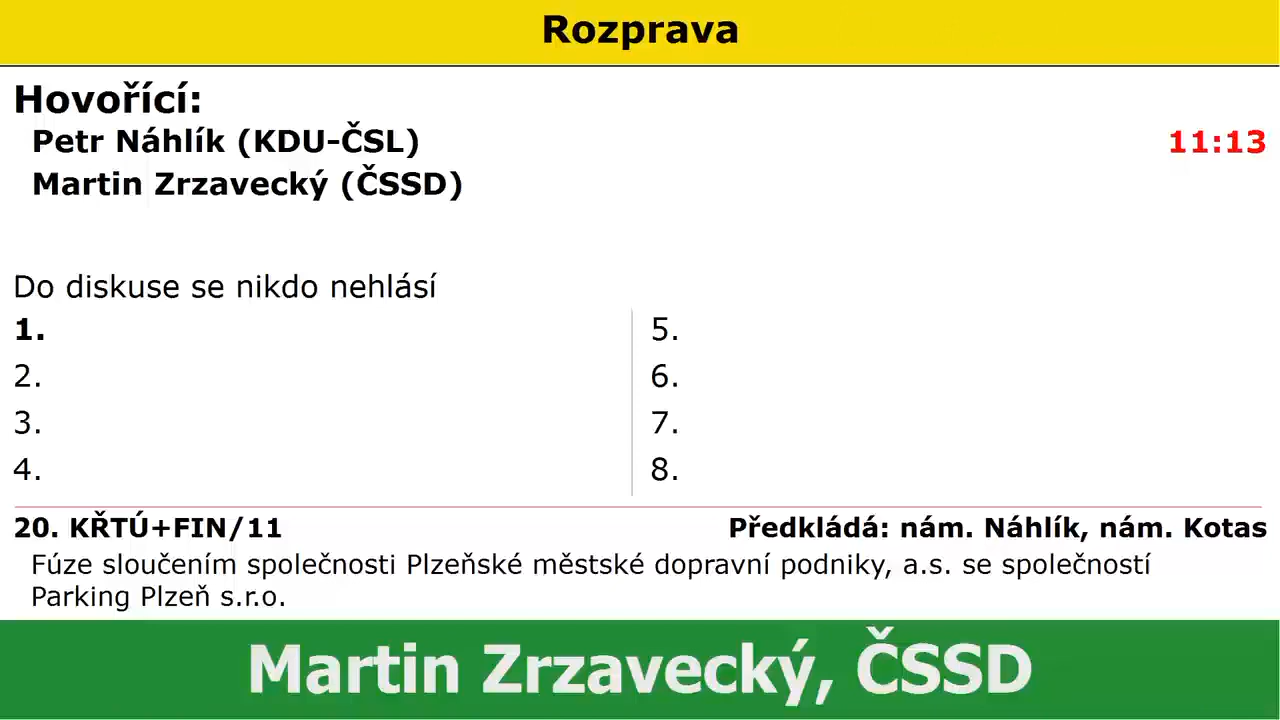 Rozprava
Hovořící:
Petr Náhlík (KDU-ČSL)
11:13
Martin Zrzavecký (ČSSD)
Do diskuse se nikdo nehlásí
1.
2.
3.
4.
5.
6.
7.
8.
20. KŘTÚ+FIN/11
Předkládá: nám. Náhlík, nám. Kotas
Fúze sloučením společnosti Plzeňské městské dopravní podniky, a.s. se společností
Parking Plzeň s.r.o.
Martin Zrzavecký, ČSSD